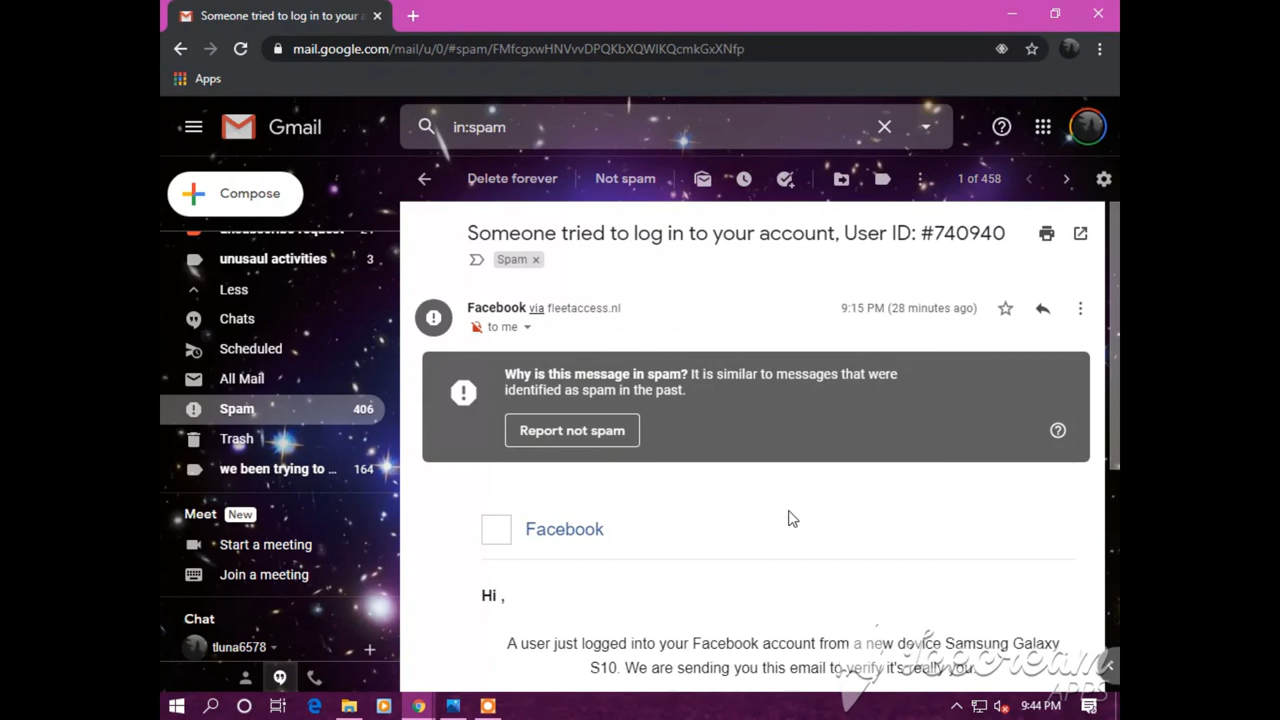 Someone tried to log in to your a
mail.google.com/mail/u/0/#spam/FMfcgxwHNVvvDPQKbXQWlKQcmkGxXNfp
Apps
Gmail
in:spam
Compose
Delete forever
Not spam
1 of 458
unusaul activities 3
Less
Chats
Scheduled
All Mail
Spam 406
Trash
we been trying to ... 164
Meet New
Start a meeting
Join a meeting
Chat
tluna6578
Someone tried to log in to your account, User ID: #740940
Spam x
Facebook via fleetaccess.nl
9:15 PM (28 minutes ago)
to me
Why is this message in spam? It is similar to messages that were
identified as spam in the past.
Report not spam
Facebook
Hi ,
A user just logged into your Facebook account from a new device Samsung Galaxy
S10. We are sending you this email to verify it's really you.
Icecream
APPS
9:44 PM